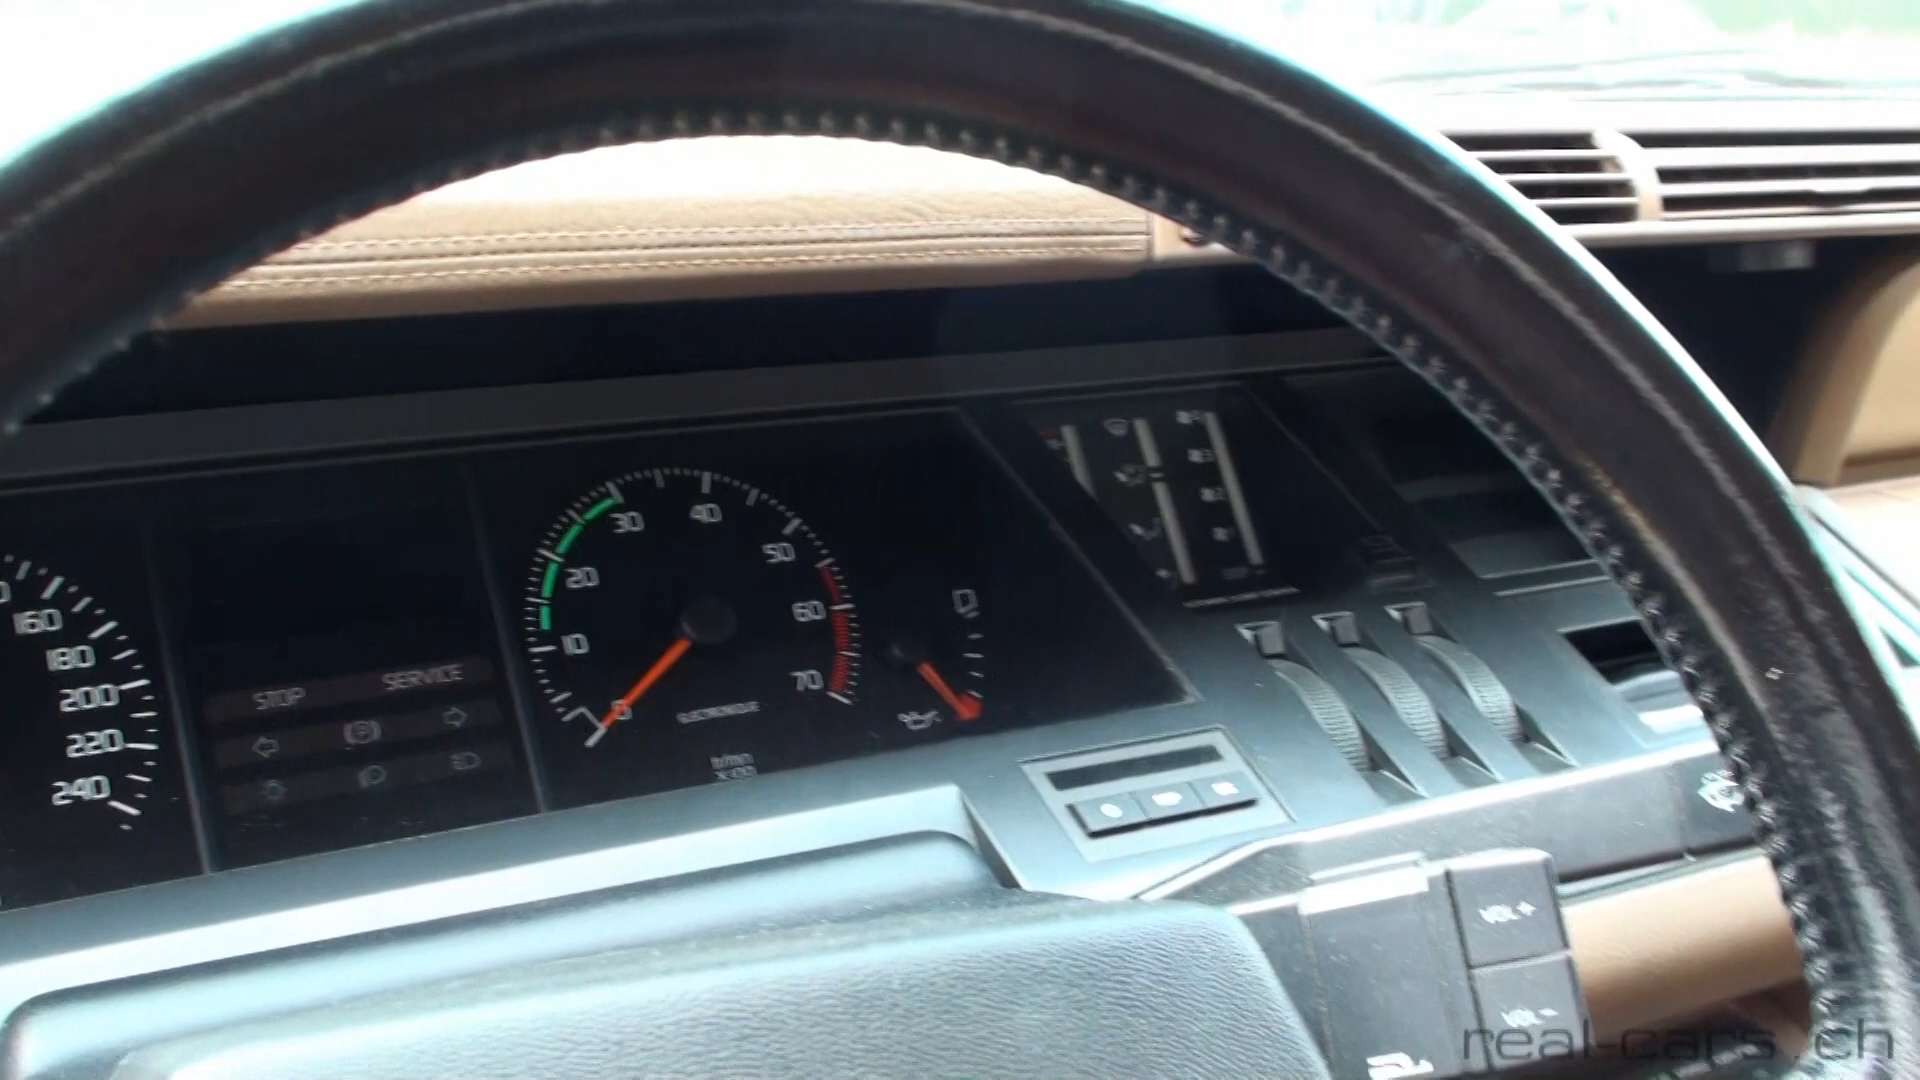 160
180
200
220
240
STOP SERVICE
0
10
20
30
40
50
60
70
ELECTRONIQUE
tr/mn
X100
VOL +
VOL -
real-cars.ch